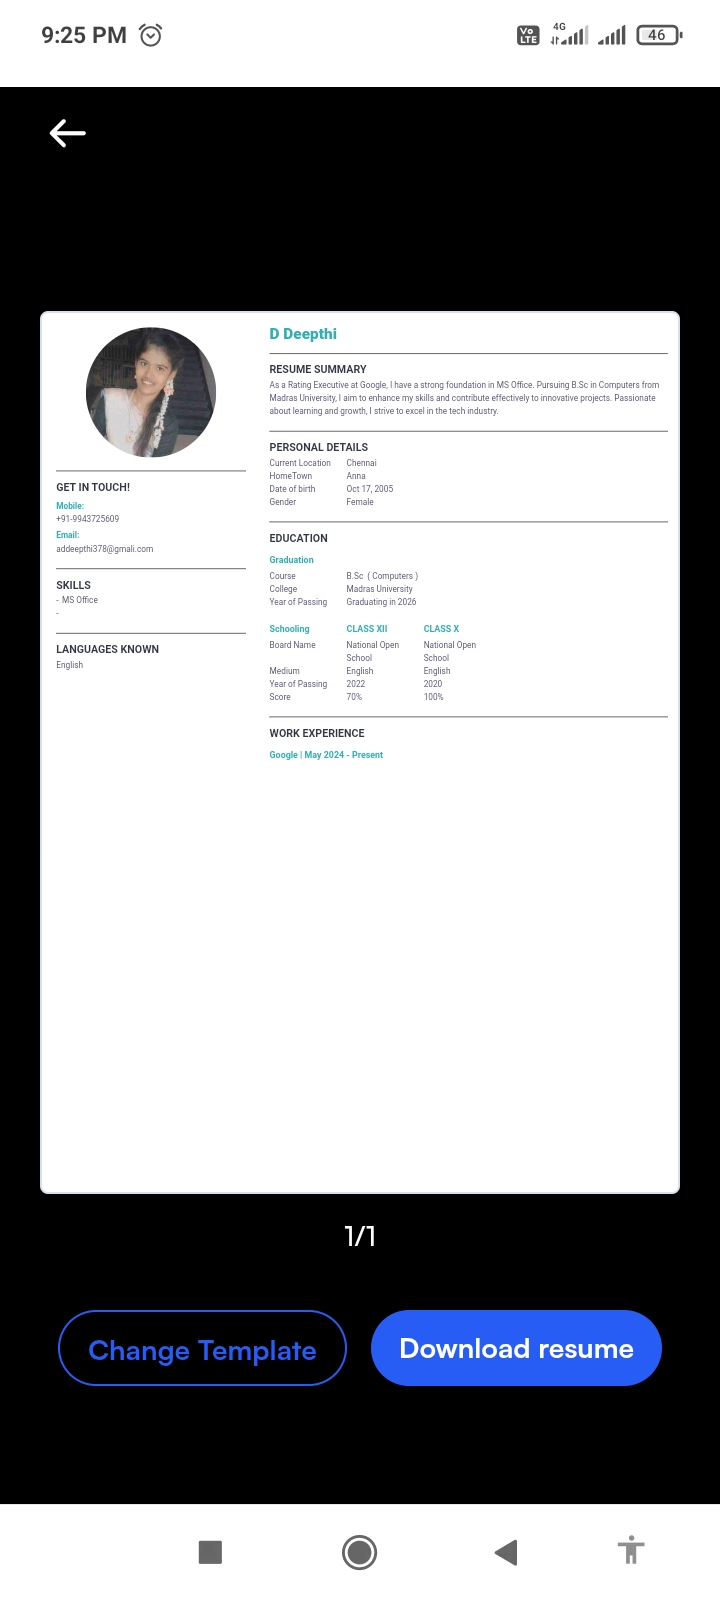 9:25 PM
Vo LTE 4G 46
D Deepthi
RESUME SUMMARY
As a Rating Executive at Google, I have a strong foundation in MS Office. Pursuing B.Sc in Computers from
Madras University, I aim to enhance my skills and contribute effectively to innovative projects. Passionate
about learning and growth, I strive to excel in the tech industry.
PERSONAL DETAILS
Current Location Chennai
HomeTown Anna
Date of birth Oct 17, 2005
Gender Female
GET IN TOUCH!
Mobile:
+91-9943725609
Email:
addeepthi378@gmali.com
SKILLS
- MS Office
-
LANGUAGES KNOWN
English
EDUCATION
Graduation
Course B.Sc ( Computers )
College Madras University
Year of Passing Graduating in 2026
Schooling CLASS XII CLASS X
Board Name National Open National Open
School School
Medium English English
Year of Passing 2022 2020
Score 70% 100%
WORK EXPERIENCE
Google | May 2024 - Present
1/1
Change Template
Download resume